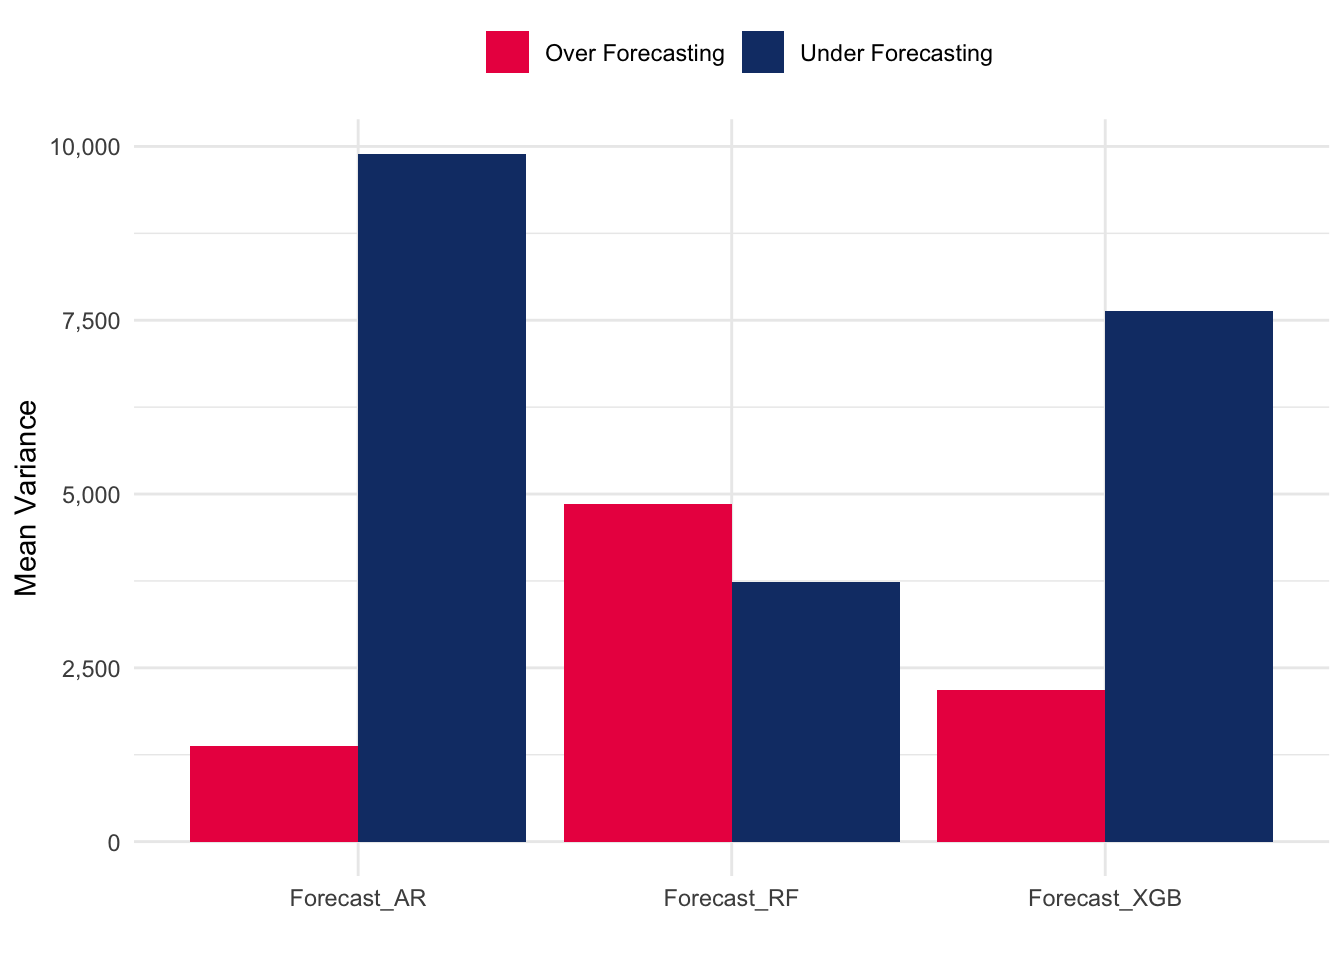 Over Forecasting
Under Forecasting
10,000
7,500
5,000
2,500
0
Mean Variance
Forecast_AR
Forecast_RF
Forecast_XGB